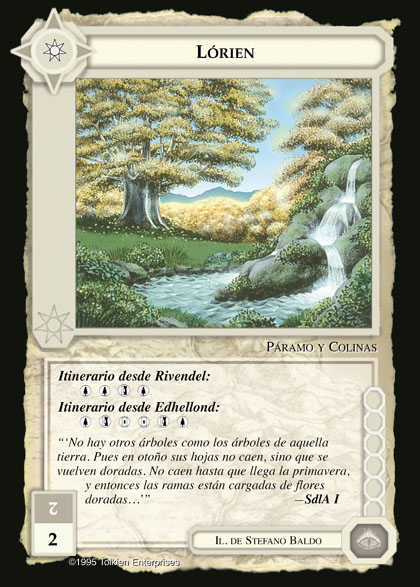 LÓRIEN
PÁRAMO Y COLINAS
Itinerario desde Rivendel:
Itinerario desde Edhellond:
“‘No hay otros árboles como los árboles de aquella
tierra. Pues en otoño sus hojas no caen, sino que se
vuelven doradas. No caen hasta que llega la primavera,
y entonces las ramas están cargadas de flores
doradas…’” —SdlA I
2
2
IL. DE STEFANO BALDO
©1995 Tolkien Enterprises